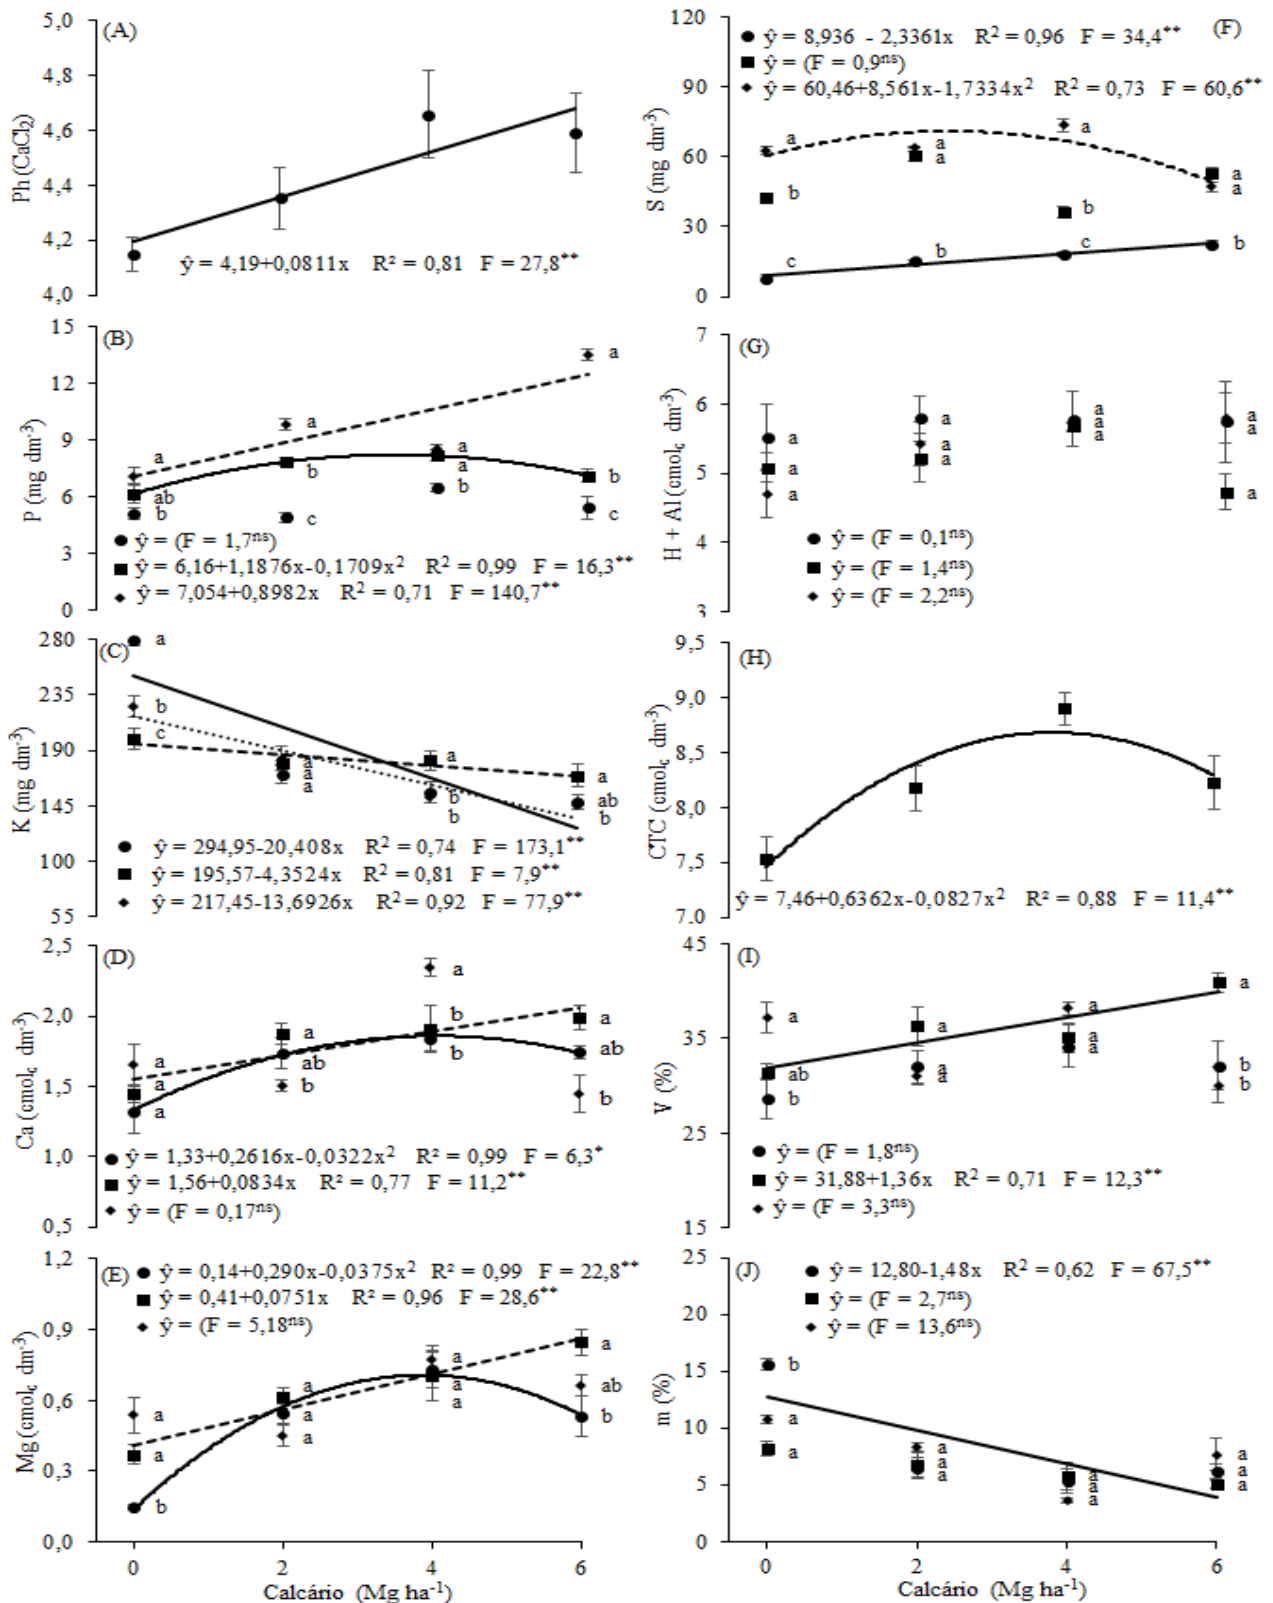 (A)
5,0
4,8
4,6
4,4
4,2
4,0
Ph (CaCl₂)
ŷ = 4,19+0,0811x R² = 0,81 F = 27,8**
(B)
15
12
9
6
3
0
P (mg dm⁻³)
a
ab
b
a
b
c
a
a
b
a
b
c
ŷ = (F = 1,7ⁿˢ)
ŷ = 6,16+1,1876x-0,1709x² R² = 0,99 F = 16,3**
ŷ = 7,054+0,8982x R² = 0,71 F = 140,7**
(C)
280
235
190
145
100
55
K (mg dm⁻³)
a
b
c
a
a
a
a
b
b
a
ab
b
ŷ = 294,95-20,408x R² = 0,74 F = 173,1**
ŷ = 195,57-4,3524x R² = 0,81 F = 7,9**
ŷ = 217,45-13,6926x R² = 0,92 F = 77,9**
(D)
2,5
2,0
1,5
1,0
0,5
Ca (cmol꜀ dm⁻³)
a
a
a
a
ab
b
a
b
b
a
ab
b
ŷ = 1,33+0,2616x-0,0322x² R² = 0,99 F = 6,3*
ŷ = 1,56+0,0834x R² = 0,77 F = 11,2**
ŷ = (F = 0,17ⁿˢ)
(E)
1,2
0,9
0,6
0,3
0,0
Mg (cmol꜀ dm⁻³)
ŷ = 0,14+0,290x-0,0375x² R² = 0,99 F = 22,8**
ŷ = 0,41+0,0751x R² = 0,96 F = 28,6**
ŷ = (F = 5,18ⁿˢ)
a
a
b
a
a
a
a
a
a
a
ab
b
0 2 4 6
Calcário (Mg ha⁻¹)
(F)
120
90
60
30
0
S (mg dm⁻³)
ŷ = 8,936 - 2,3361x R² = 0,96 F = 34,4**
ŷ = (F = 0,9ⁿˢ)
ŷ = 60,46+8,561x-1,7334x² R² = 0,73 F = 60,6**
a
b
c
a
a
b
a
b
c
a
a
b
(G)
7
6
5
4
3
H + Al (cmol꜀ dm⁻³)
a
a
a
a
a
a
a
a
a
a
a
a
ŷ = (F = 0,1ⁿˢ)
ŷ = (F = 1,4ⁿˢ)
ŷ = (F = 2,2ⁿˢ)
(H)
9,5
9,0
8,5
8,0
7,5
7,0
CTC (cmol꜀ dm⁻³)
ŷ = 7,46+0,6362x-0,0827x² R² = 0,88 F = 11,4**
(I)
45
35
25
15
V (%)
a
ab
b
a
a
a
a
a
a
a
b
b
ŷ = (F = 1,8ⁿˢ)
ŷ = 31,88+1,36x R² = 0,71 F = 12,3**
ŷ = (F = 3,3ⁿˢ)
(J)
25
20
15
10
5
0
m (%)
ŷ = 12,80-1,48x R² = 0,62 F = 67,5**
ŷ = (F = 2,7ⁿˢ)
ŷ = (F = 13,6ⁿˢ)
b
a
a
a
a
a
a
a
a
a
a
a
0 2 4 6
Calcário (Mg ha⁻¹)